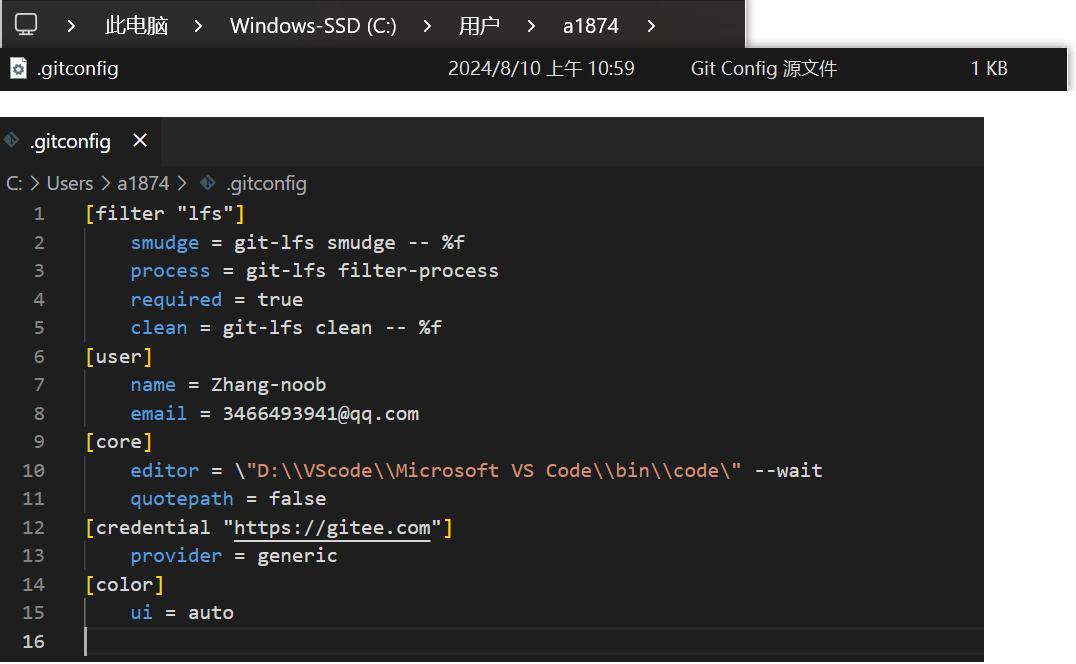 此电脑 > Windows-SSD (C:) > 用户 > a1874 >
.gitconfig 2024/8/10 上午 10:59 Git Config 源文件 1 KB
.gitconfig ×
C: > Users > a1874 > .gitconfig
1 [filter "lfs"]
2 smudge = git-lfs smudge -- %f
3 process = git-lfs filter-process
4 required = true
5 clean = git-lfs clean -- %f
6 [user]
7 name = Zhang-noob
8 email = 3466493941@qq.com
9 [core]
10 editor = \"D:\\VScode\\Microsoft VS Code\\bin\\code\" --wait
11 quotepath = false
12 [credential "https://gitee.com"]
13 provider = generic
14 [color]
15 ui = auto
16